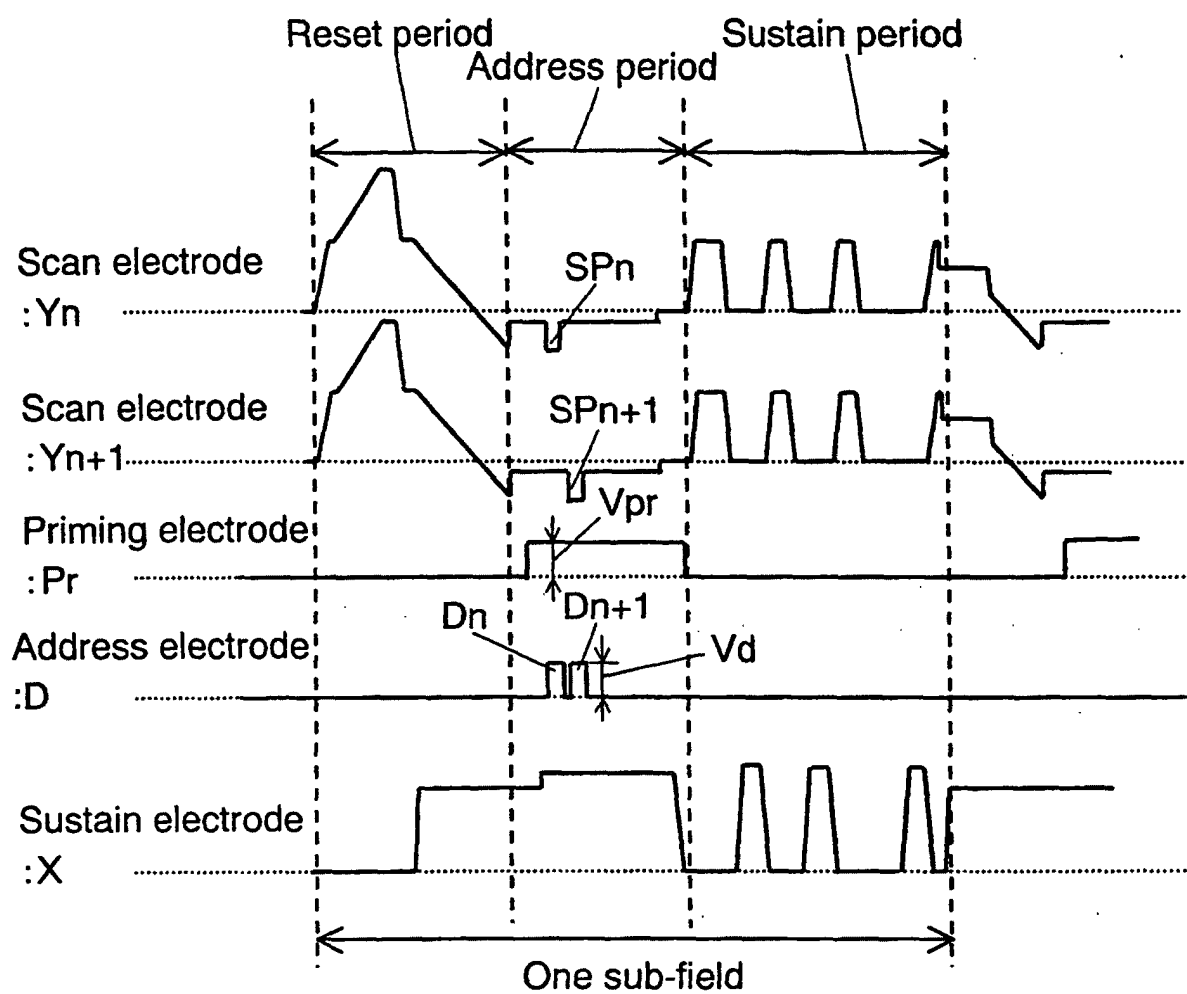 Reset period
Sustain period
Address period
Scan electrode
:Yn
SPn
Scan electrode
:Yn+1
SPn+1
Priming electrode
:Pr
Vpr
Address electrode
:D
Dn
Dn+1
Vd
Sustain electrode
:X
One sub-field